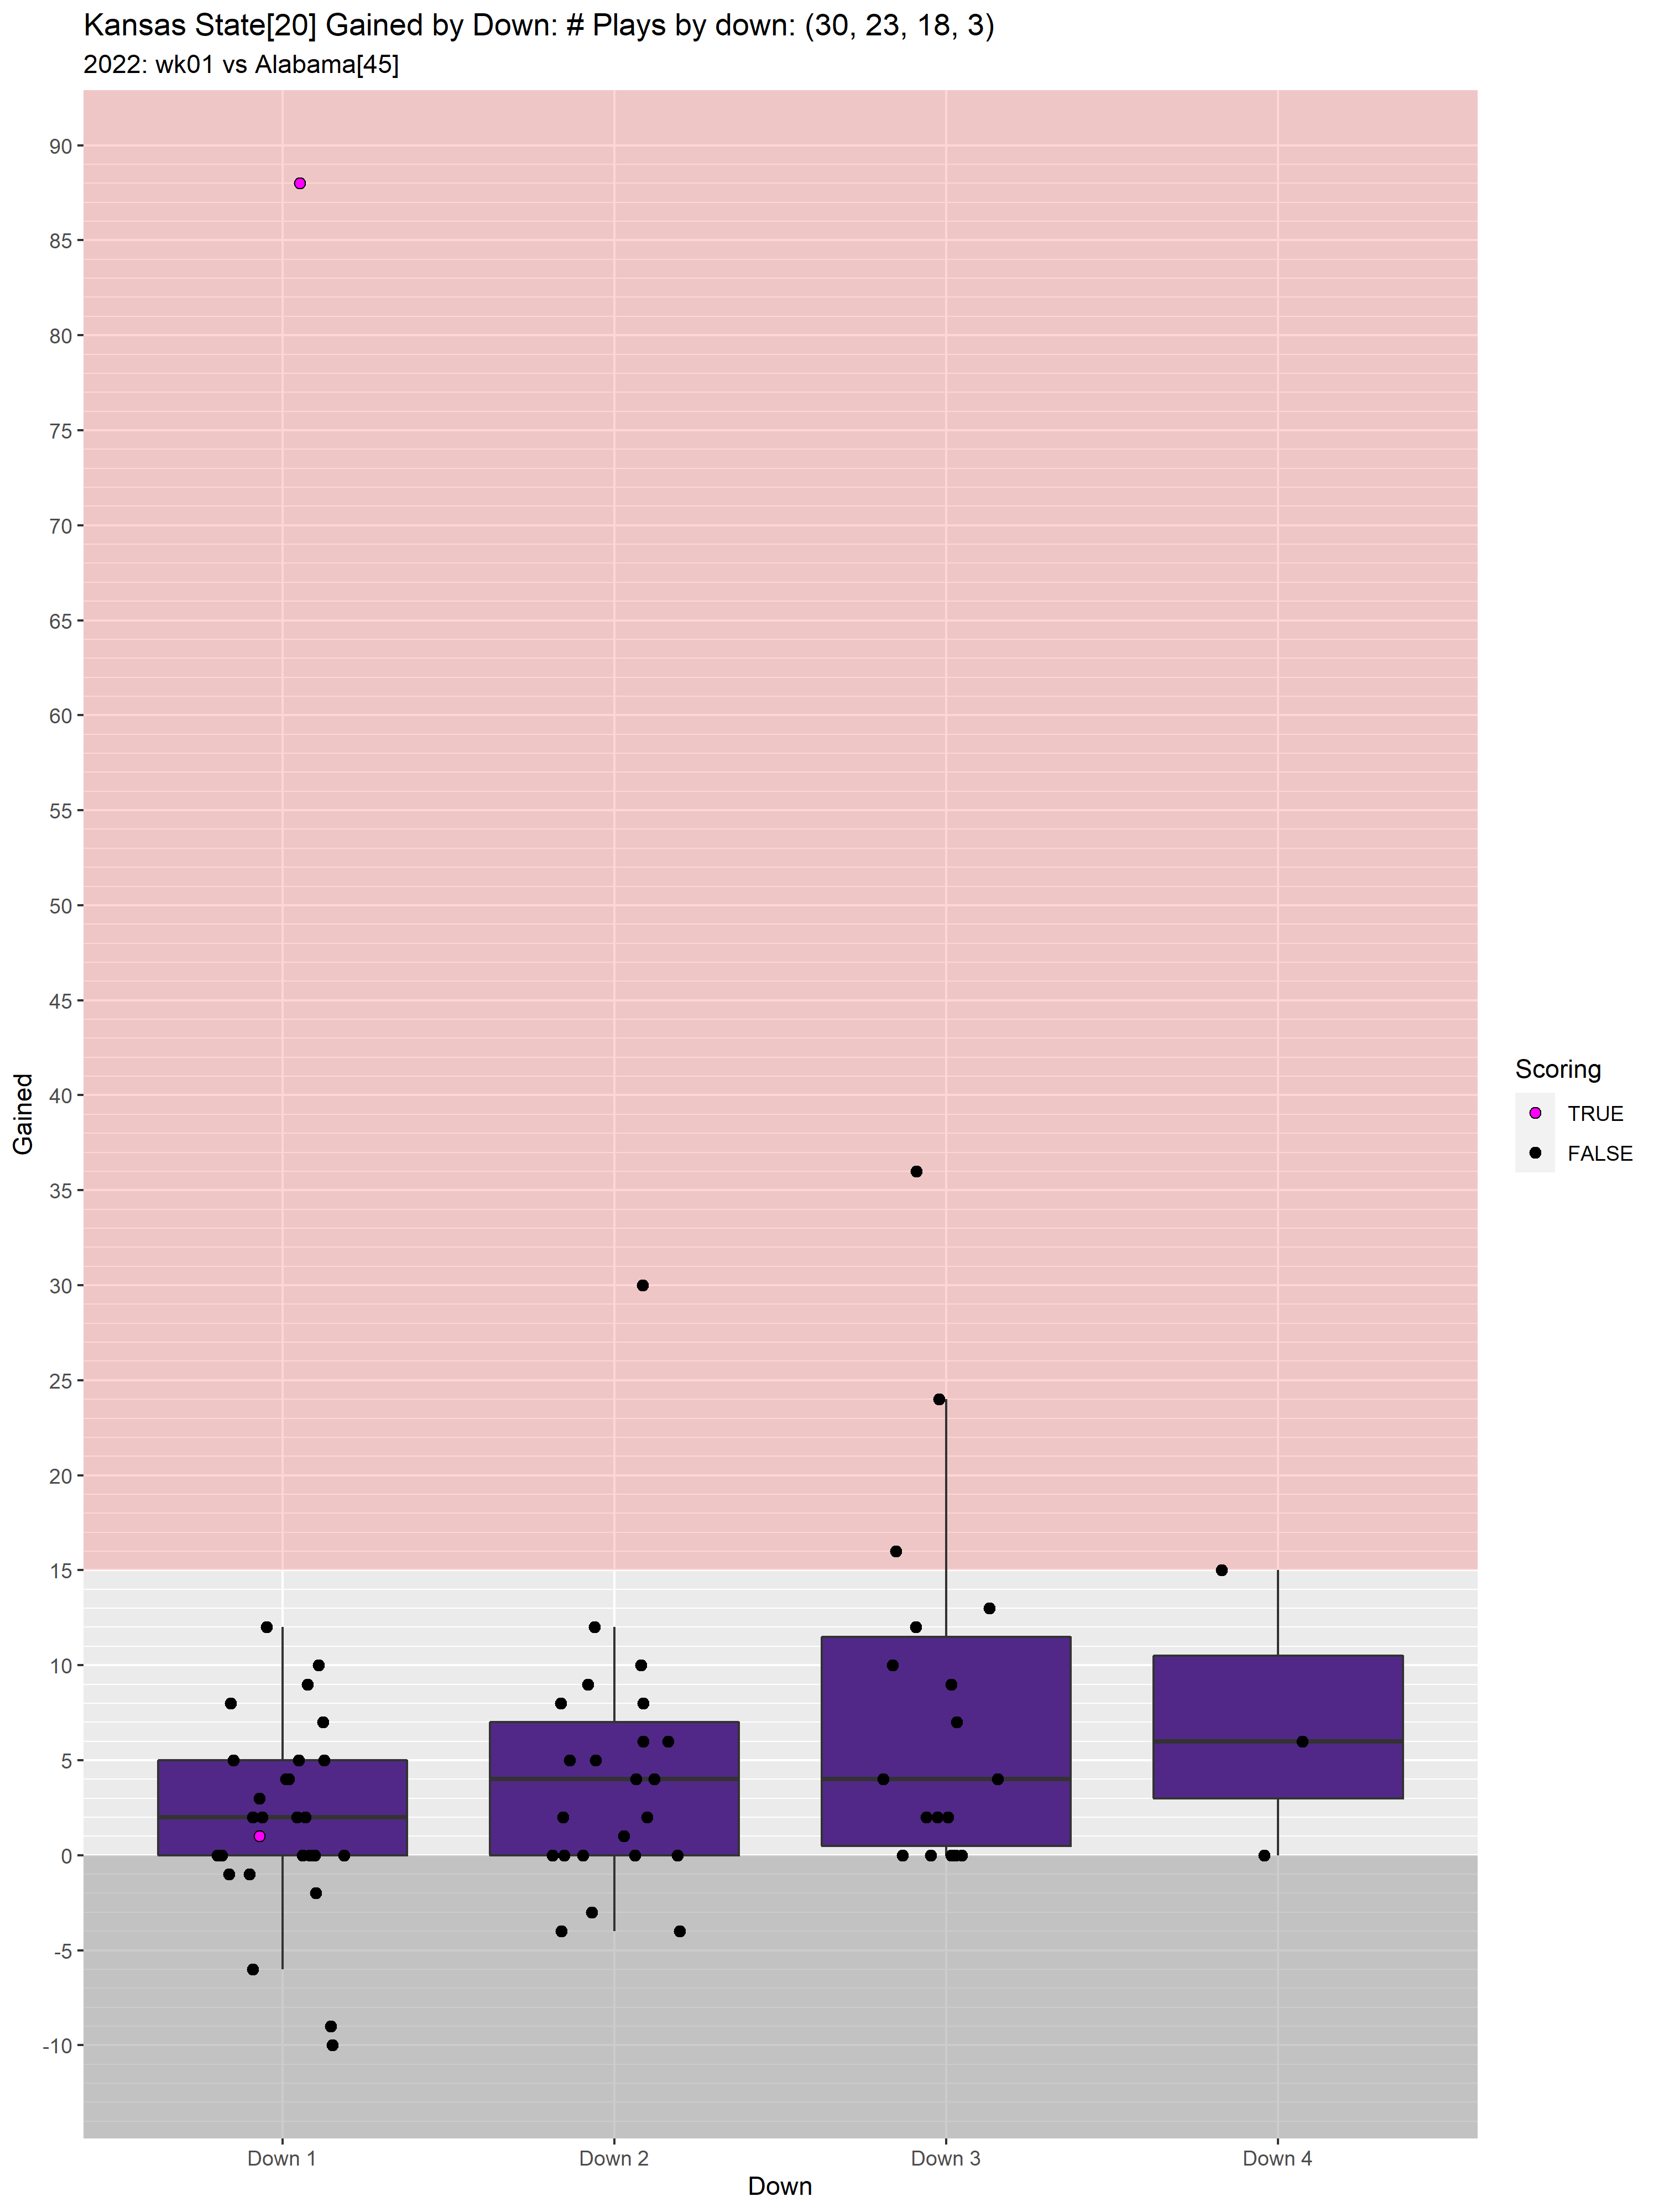 Kansas State[20] Gained by Down: # Plays by down: (30, 23, 18, 3)
2022: wk01 vs Alabama[45]
90
85
80
75
70
65
60
55
50
45
40
35
30
25
20
15
10
5
0
-5
-10
Gained
Down 1
Down 2
Down 3
Down 4
Down
Scoring
TRUE
FALSE